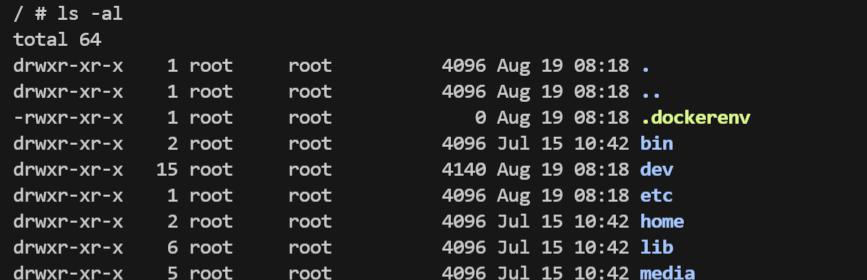 / # ls -al
total 64
drwxr-xr-x    1 root     root          4096 Aug 19 08:18 .
drwxr-xr-x    1 root     root          4096 Aug 19 08:18 ..
-rwxr-xr-x    1 root     root             0 Aug 19 08:18 .dockerenv
drwxr-xr-x    2 root     root          4096 Jul 15 10:42 bin
drwxr-xr-x   15 root     root          4140 Aug 19 08:18 dev
drwxr-xr-x    1 root     root          4096 Aug 19 08:18 etc
drwxr-xr-x    2 root     root          4096 Jul 15 10:42 home
drwxr-xr-x    6 root     root          4096 Jul 15 10:42 lib
drwxr-xr-x    5 root     root          4096 Jul 15 10:42 media